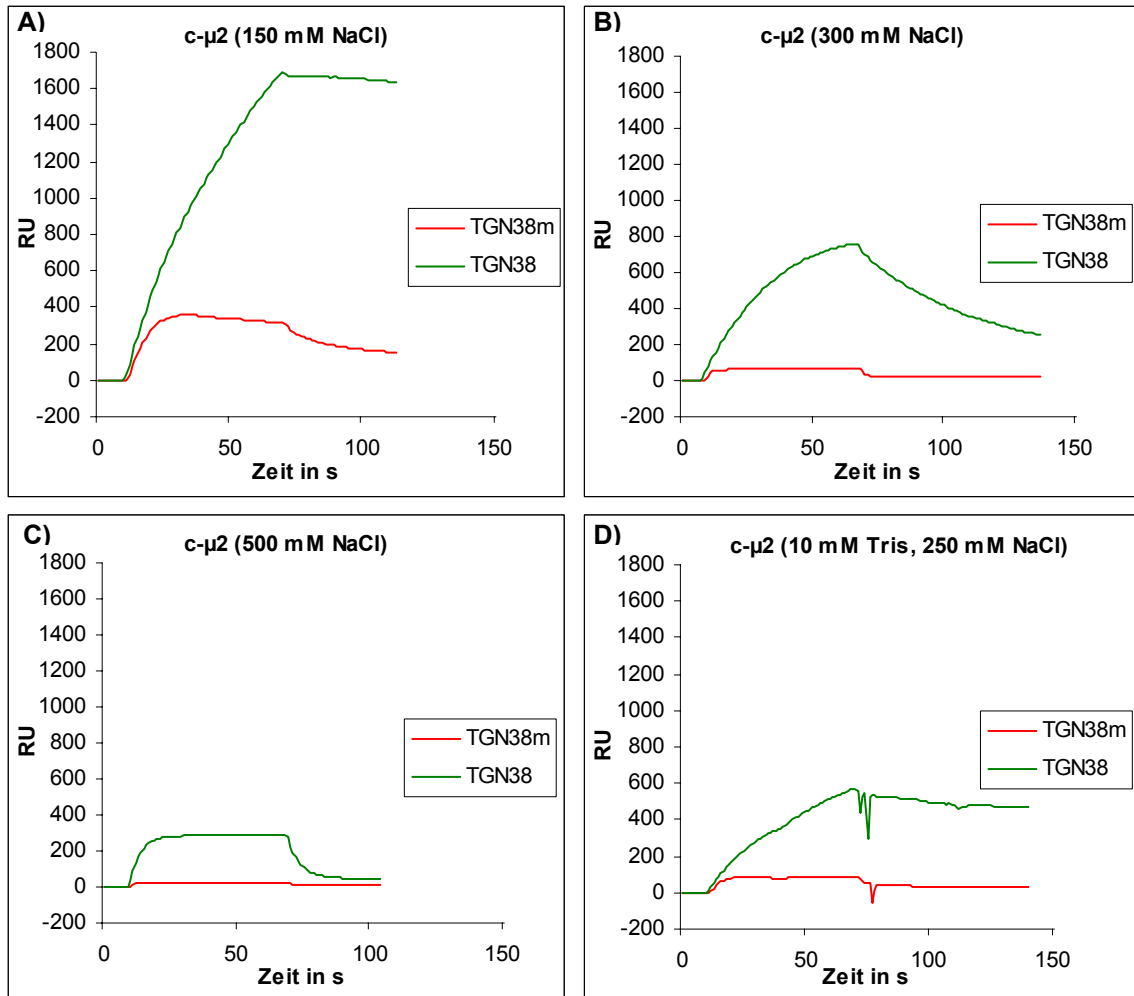 A)
c-µ2 (150 mM NaCl)
1800
1600
1400
1200
1000
800
600
400
200
0
-200
RU
0 50 100 150
Zeit in s
TGN38m
TGN38
B)
c-µ2 (300 mM NaCl)
1800
1600
1400
1200
1000
800
600
400
200
0
-200
RU
0 50 100 150
Zeit in s
TGN38m
TGN38
C)
c-µ2 (500 mM NaCl)
1800
1600
1400
1200
1000
800
600
400
200
0
-200
RU
0 50 100 150
Zeit in s
TGN38m
TGN38
D)
c-µ2 (10 mM Tris, 250 mM NaCl)
1800
1600
1400
1200
1000
800
600
400
200
0
-200
RU
0 50 100 150
Zeit in s
TGN38m
TGN38